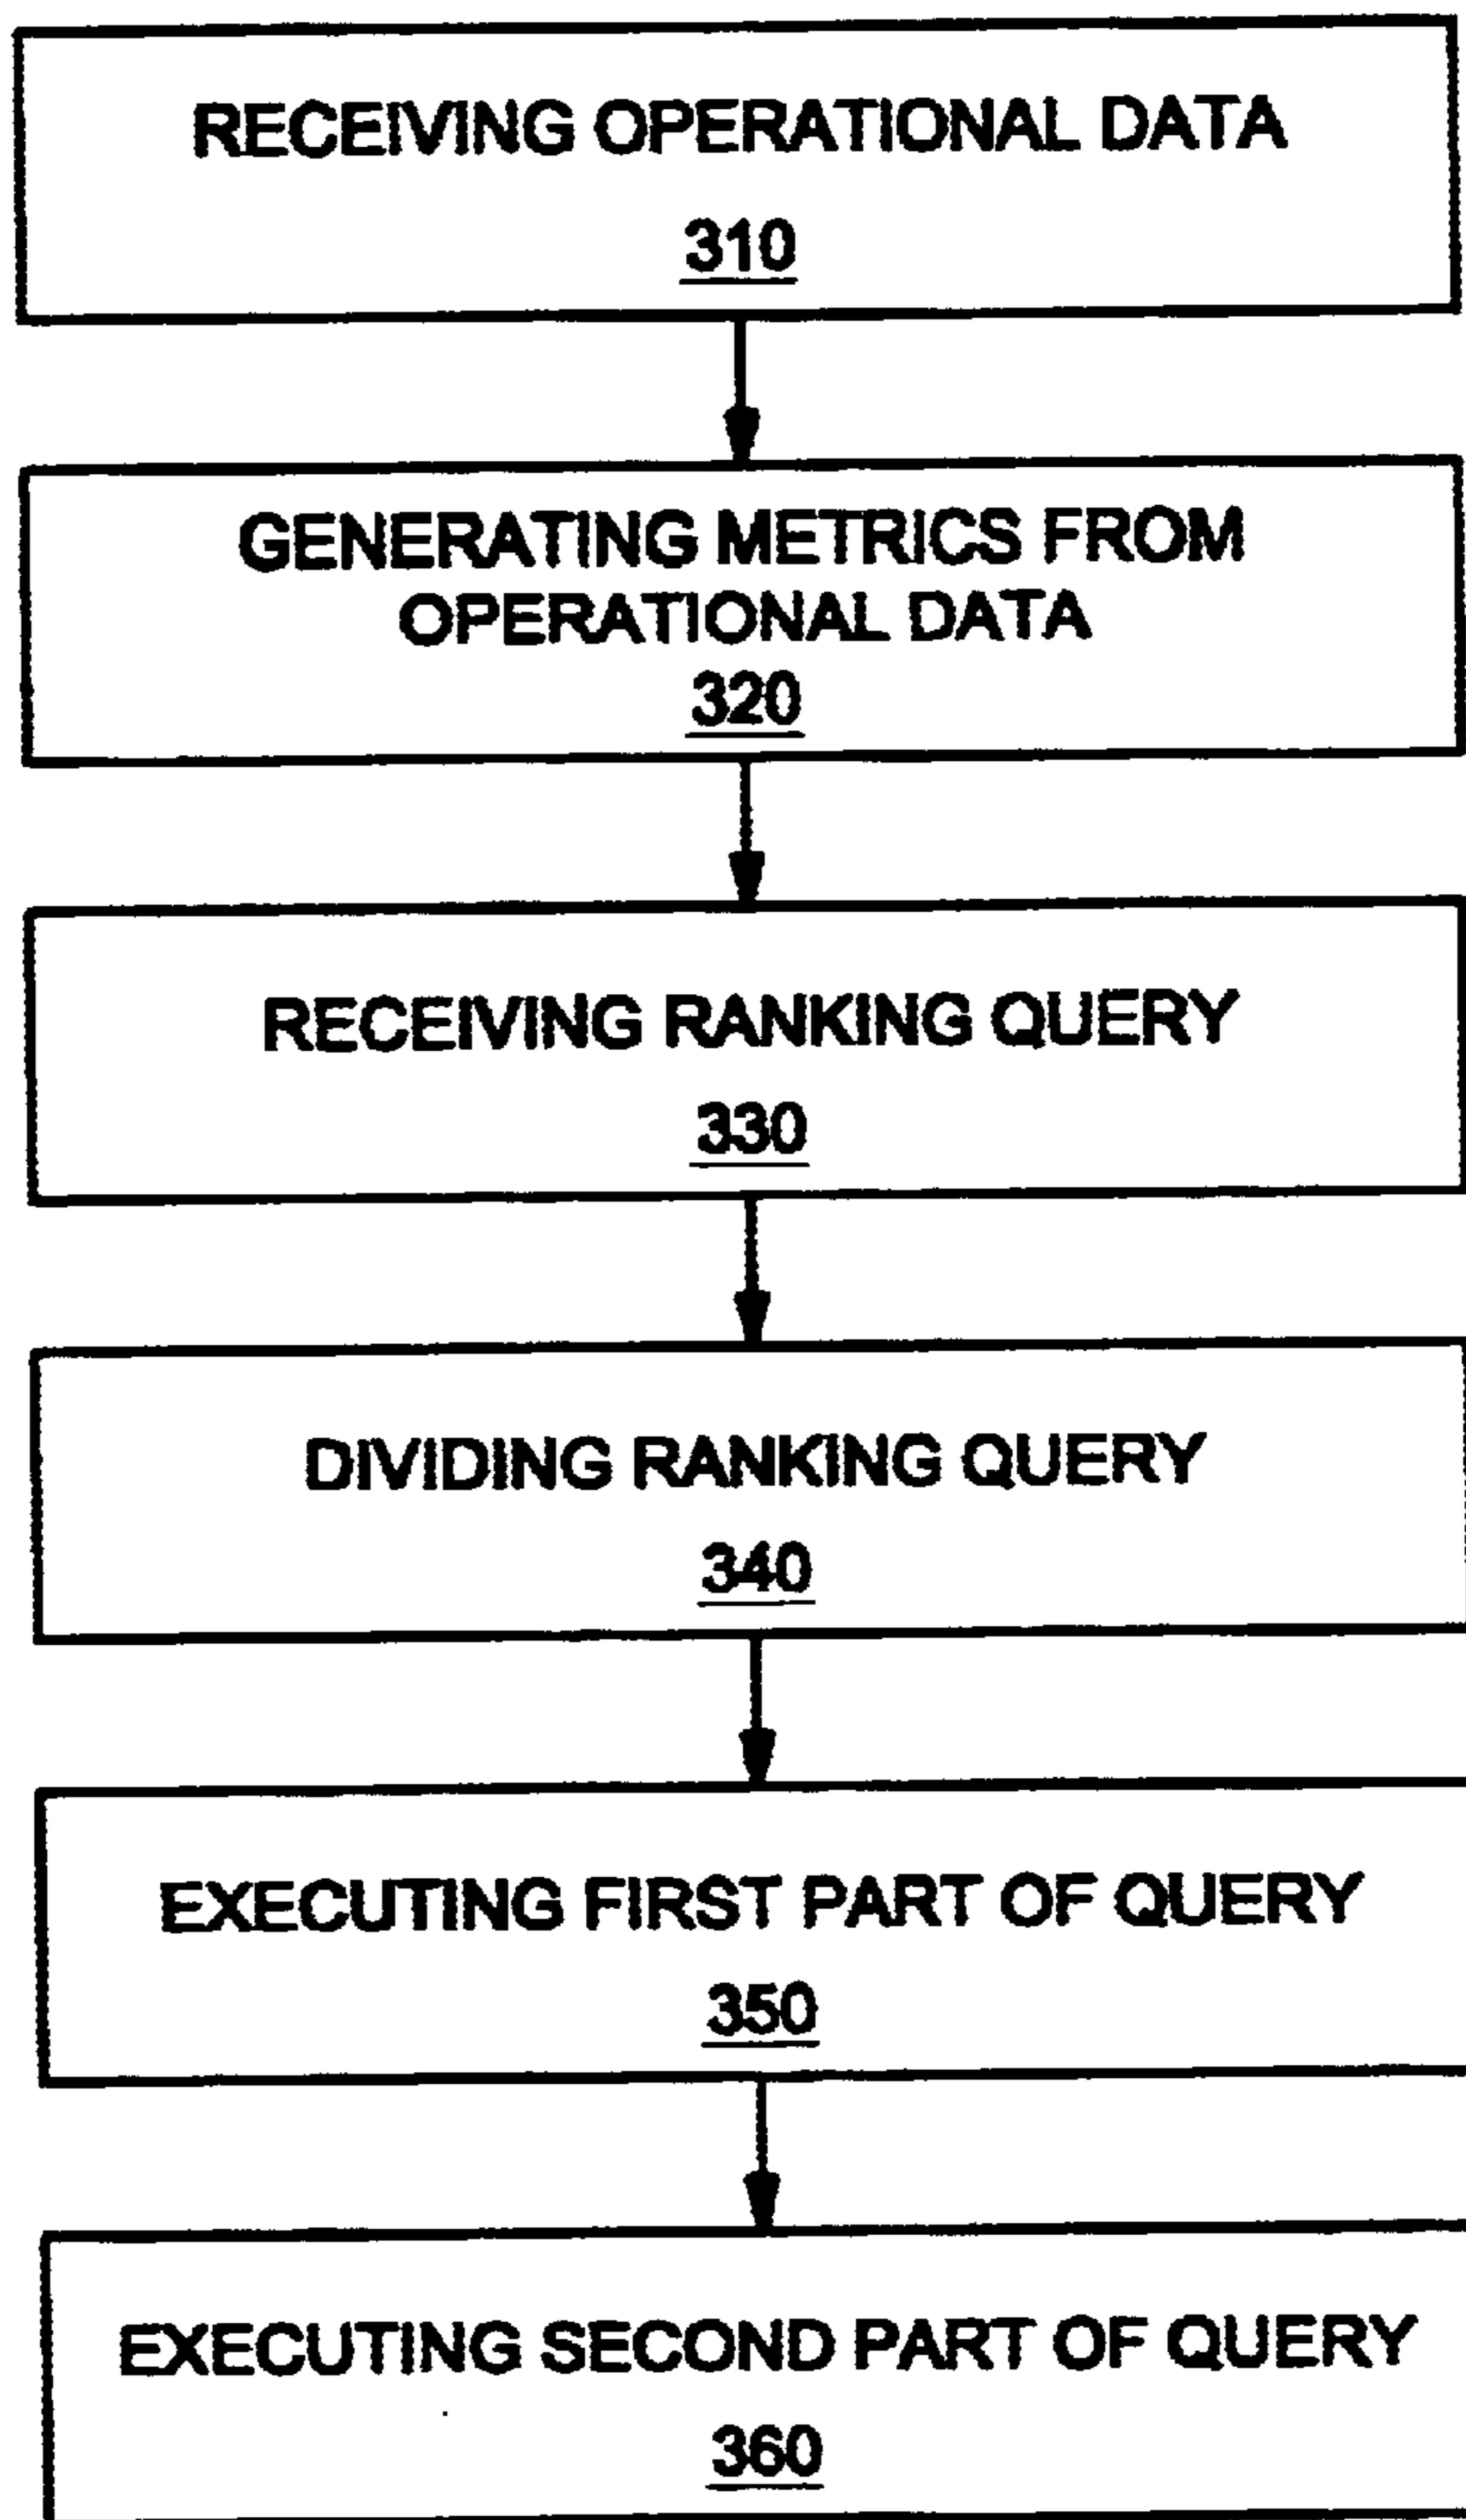 RECEIVING OPERATIONAL DATA
310
GENERATING METRICS FROM
OPERATIONAL DATA
320
RECEIVING RANKING QUERY
330
DIVIDING RANKING QUERY
340
EXECUTING FIRST PART OF QUERY
350
EXECUTING SECOND PART OF QUERY
360